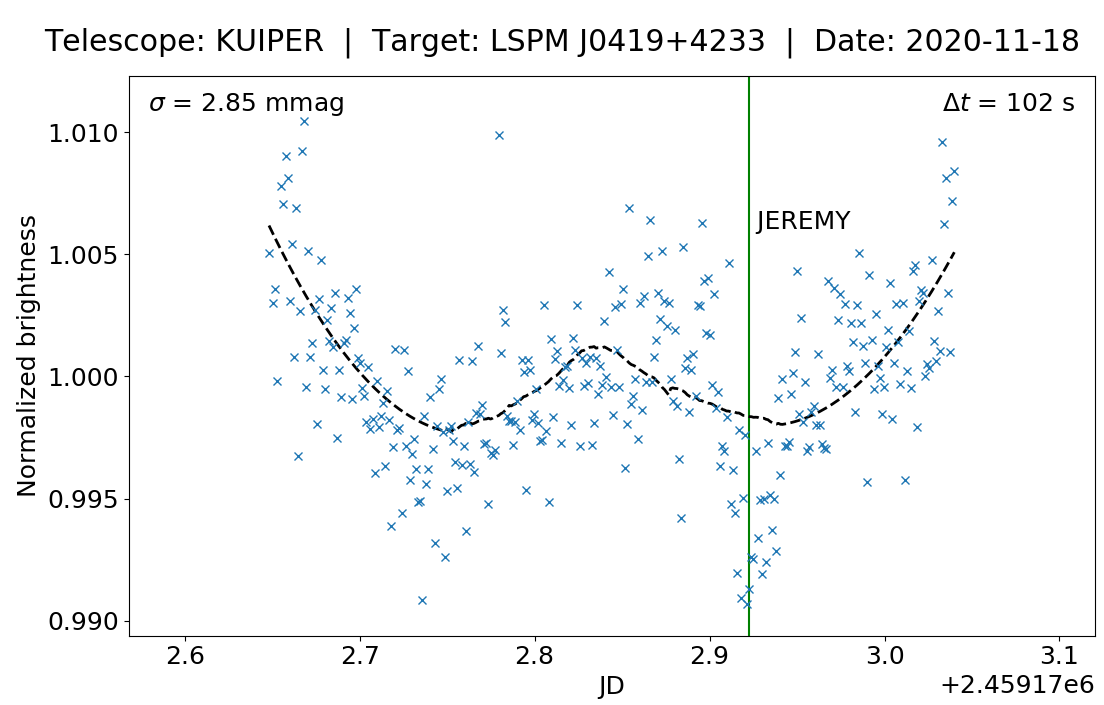 Telescope: KUIPER | Target: LSPM J0419+4233 | Date: 2020-11-18
σ = 2.85 mmag
Δt = 102 s
JEREMY
Normalized brightness
1.010
1.005
1.000
0.995
0.990
2.6 2.7 2.8 2.9 3.0 3.1
JD
+2.45917e6